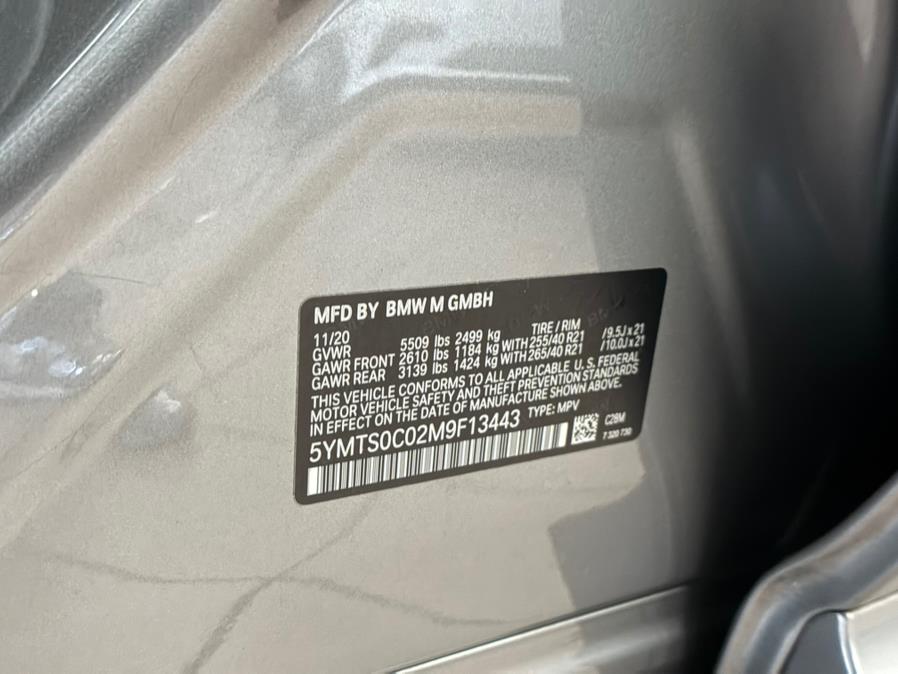 MFD BY BMW M GMBH
11/20
GVWR 5509 lbs 2499 kg TIRE / RIM
GAWR FRONT 2610 lbs 1184 kg WITH 255/40 R21 /9.5J x 21
GAWR REAR 3139 lbs 1424 kg WITH 265/40 R21 /10.0J x 21
THIS VEHICLE CONFORMS TO ALL APPLICABLE U.S. FEDERAL
MOTOR VEHICLE SAFETY AND THEFT PREVENTION STANDARDS
IN EFFECT ON THE DATE OF MANUFACTURE SHOWN ABOVE.
5YMTS0C02M9F13443 TYPE: MPV
C28M
7 320 730